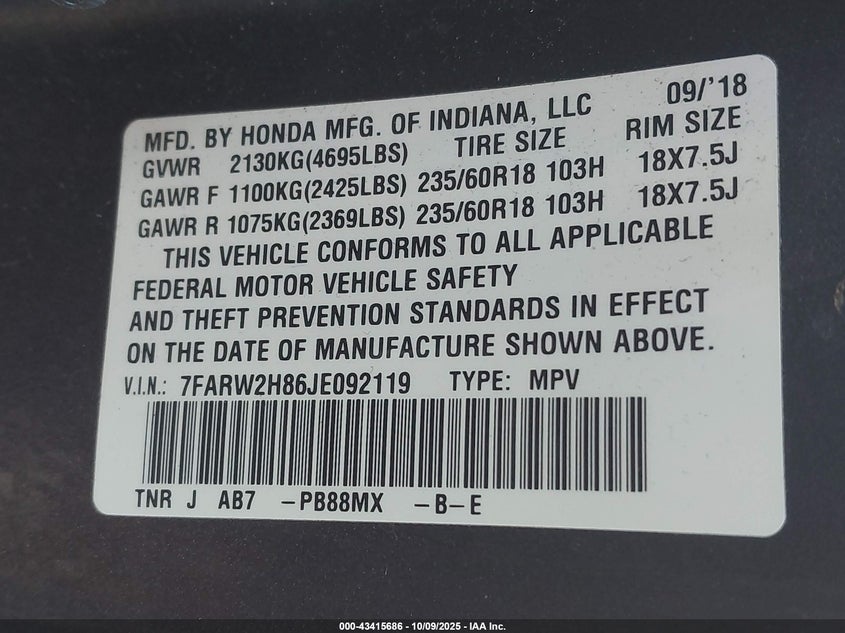 09/'18
MFD. BY HONDA MFG. OF INDIANA, LLC
GVWR 2130KG(4695LBS) TIRE SIZE RIM SIZE
GAWR F 1100KG(2425LBS) 235/60R18 103H 18X7.5J
GAWR R 1075KG(2369LBS) 235/60R18 103H 18X7.5J
THIS VEHICLE CONFORMS TO ALL APPLICABLE
FEDERAL MOTOR VEHICLE SAFETY
AND THEFT PREVENTION STANDARDS IN EFFECT
ON THE DATE OF MANUFACTURE SHOWN ABOVE.
V.I.N.: 7FARW2H86JE092119 TYPE: MPV
TNR J AB7 -PB88MX -B-E
000-43415686 - 10/09/2025 - IAA Inc.